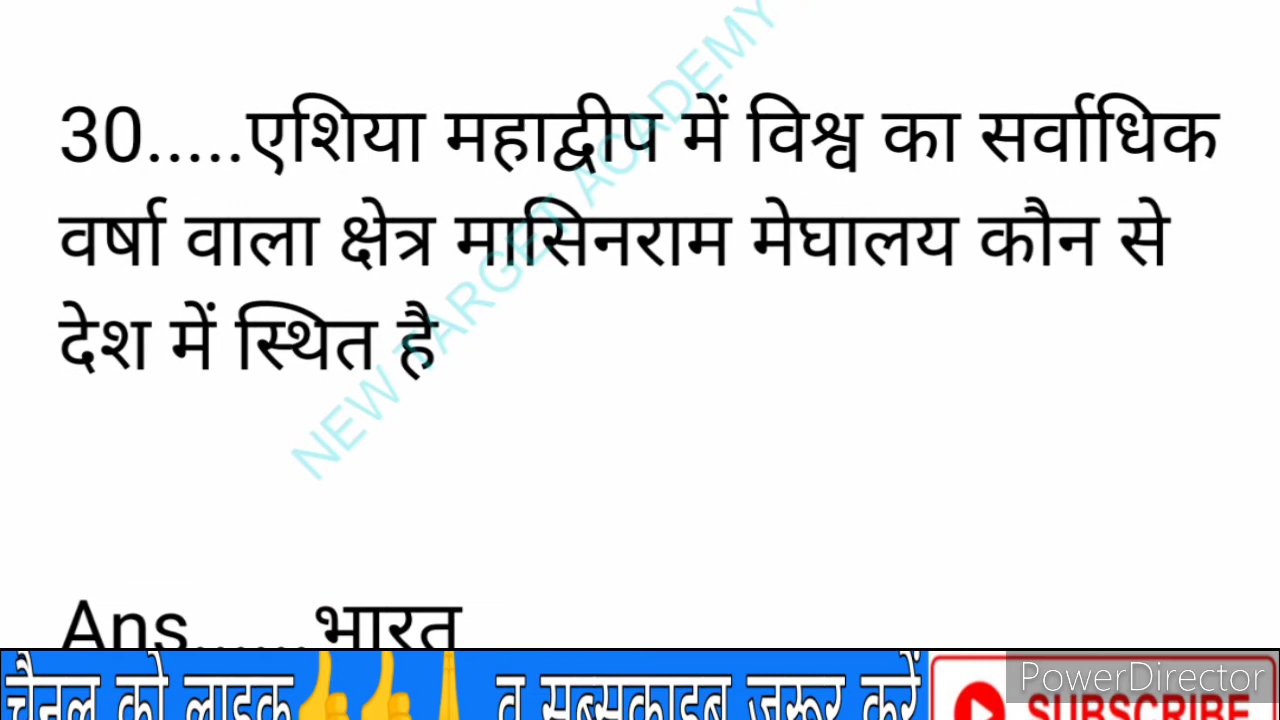 30.....एशिया महाद्वीप में विश्व का सर्वाधिक
वर्षा वाला क्षेत्र मासिनराम मेघालय कौन से
देश में स्थित है
NEW TARGET ACADEMY
Ans.......भारत
चैनल को लाइक👍👍🙏 व सब्सक्राइब जरूर करें
PowerDirector
SUBSCRIBE